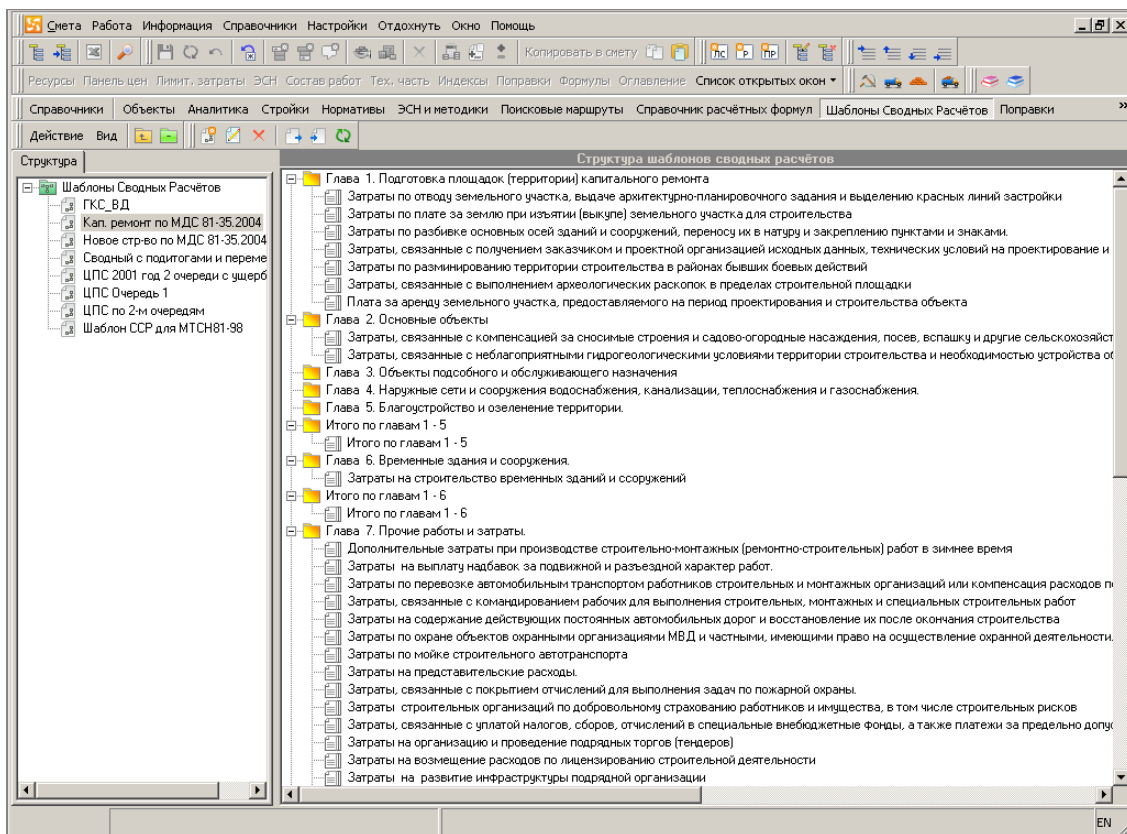 Смета Работа Информация Справочники Настройки Отдохнуть Окно Помощь
Копировать в смету ПС Р ПР
Ресурсы Панель цен Лимит. затраты ЭСН Состав работ Тех. часть Индексы Поправки Формулы Оглавление Список открытых окон
Справочники Объекты Аналитика Стройки Нормативы ЭСН и методики Поисковые маршруты Справочник расчётных формул Шаблоны Сводных Расчётов Поправки »
Действие Вид
Структура
Шаблоны Сводных Расчётов
ГКС_ВД
Кап. ремонт по МДС 81-35.2004
Новое стр-во по МДС 81-35.2004
Сводный с подитогами и переме
ЦПС 2001 год 2 очереди с ущерб
ЦПС Очередь 1
ЦПС по 2-м очередям
Шаблон ССР для МТСН81-98
Структура шаблонов сводных расчётов
Глава 1. Подготовка площадок (территории) капитального ремонта
Затраты по отводу земельного участка, выдаче архитектурно-планировочного задания и выделению красных линий застройки
Затраты по плате за землю при изъятии (выкупе) земельного участка для строительства
Затраты по разбивке основных осей зданий и сооружений, переносу их в натуру и закреплению пунктами и знаками.
Затраты, связанные с получением заказчиком и проектной организацией исходных данных, технических условий на проектирование и
Затраты по разминированию территории строительства в районах бывших боевых действий
Затраты, связанные с выполнением археологических раскопок в пределах строительной площадки
Плата за аренду земельного участка, предоставляемого на период проектирования и строительства объекта
Глава 2. Основные объекты
Затраты, связанные с компенсацией за сносимые строения и садово-огородные насаждения, посев, вспашку и другие сельскохозяйст
Затраты, связанные с неблагоприятными гидрогеологическими условиями территории строительства и необходимостью устройства об
Глава 3. Объекты подсобного и обслуживающего назначения
Глава 4. Наружные сети и сооружения водоснабжения, канализации, теплоснабжения и газоснабжения.
Глава 5. Благоустройство и озеленение территории.
Итого по главам 1 - 5
Итого по главам 1 - 5
Глава 6. Временные здания и сооружения.
Затраты на строительство временных зданий и ссоружений
Итого по главам 1 - 6
Итого по главам 1 - 6
Глава 7. Прочие работы и затраты.
Дополнительные затраты при производстве строительно-монтажных (ремонтно-строительных) работ в зимнее время
Затраты на выплату надбавок за подвижной и разъездной характер работ.
Затраты по перевозке автомобильным транспортом работников строительных и монтажных организаций или компенсация расходов п
Затраты, связанные с командированием рабочих для выполнения строительных, монтажных и специальных строительных работ
Затраты на содержание действующих постоянных автомобильных дорог и восстановление их после окончания строительства
Затраты по охране объектов охранными организациями МВД и частными, имеющими право на осуществление охранной деятельности.
Затраты по мойке строительного автотранспорта
Затраты на представительские расходы.
Затраты, связанные с покрытием отчислений для выполнения задач по пожарной охраны.
Затраты строительных организаций по добровольному страхованию работников и имущества, в том числе строительных рисков
Затраты, связанные с уплатой налогов, сборов, отчислений в специальные внебюджетные фонды, а также платежи за предельно допу
Затраты на организацию и проведение подрядных торгов (тендеров)
Затраты на возмещение расходов по лицензированию строительной деятельности
Затраты на развитие инфраструктуры подрядной организации
EN